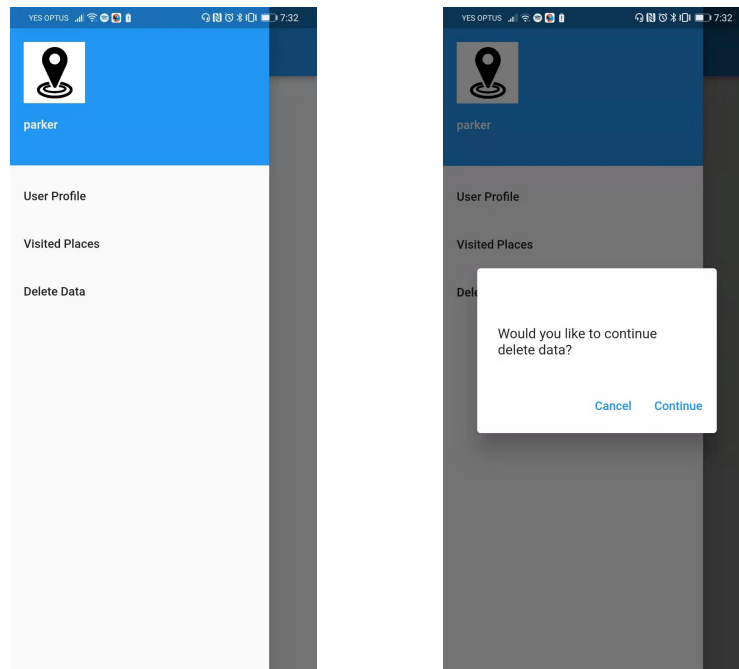 YES OPTUS 7:32
parker
User Profile
Visited Places
Delete Data
YES OPTUS 7:32
parker
User Profile
Visited Places
Dele
Would you like to continue
delete data?
Cancel Continue